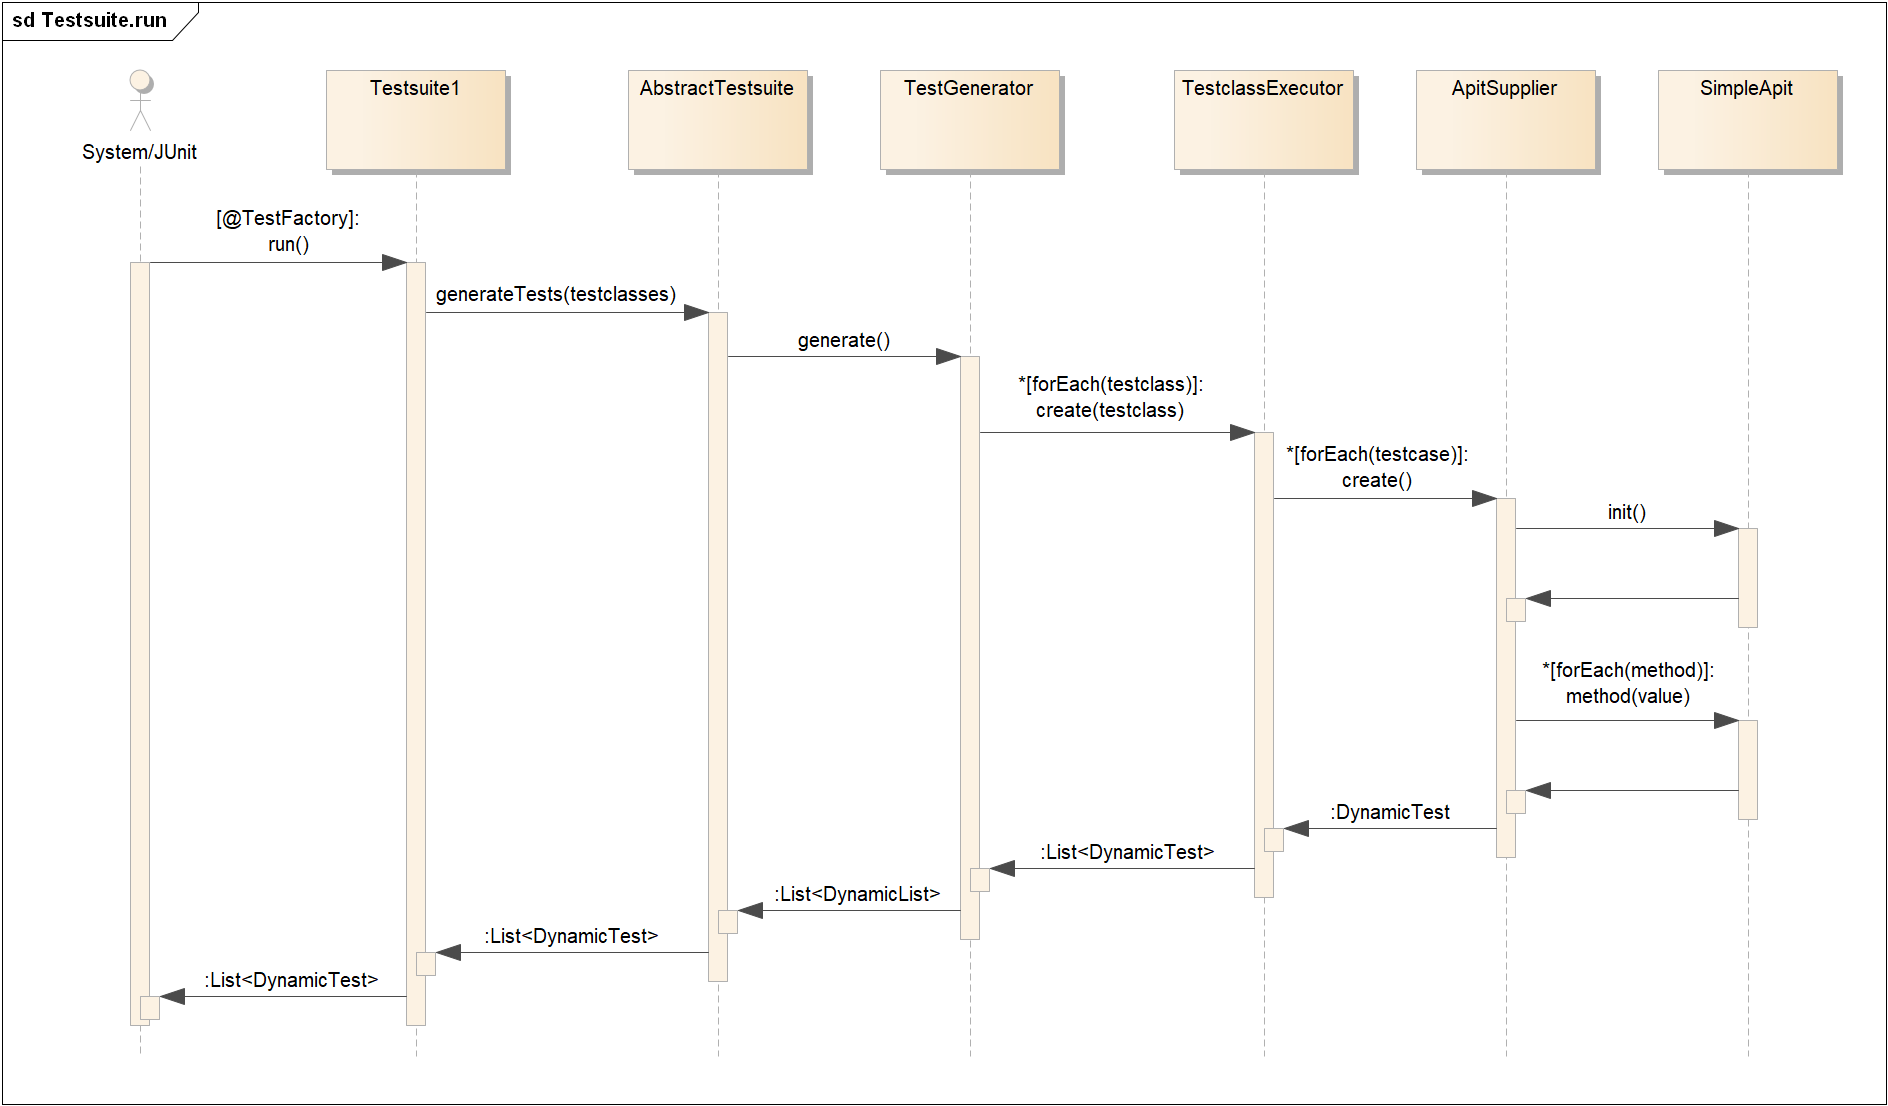 sd Testsuite.run
System/JUnit
Testsuite1
AbstractTestsuite
TestGenerator
TestclassExecutor
ApitSupplier
SimpleApit
[@TestFactory]:
run()
generateTests(testclasses)
generate()
*[forEach(testclass)]:
create(testclass)
*[forEach(testcase)]:
create()
init()
*[forEach(method)]:
method(value)
:DynamicTest
:List<DynamicTest>
:List<DynamicList>
:List<DynamicTest>
:List<DynamicTest>